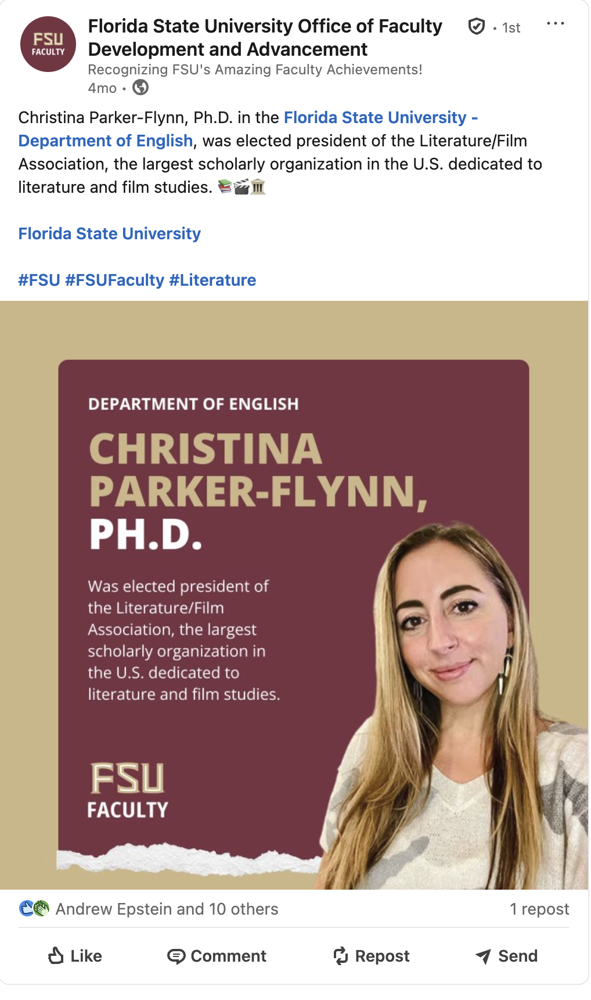 FSU
FACULTY
Florida State University Office of Faculty
Development and Advancement
• 1st
Recognizing FSU's Amazing Faculty Achievements!
4mo •
Christina Parker-Flynn, Ph.D. in the Florida State University -
Department of English, was elected president of the Literature/Film
Association, the largest scholarly organization in the U.S. dedicated to
literature and film studies. 📚🎬🏛️
Florida State University
#FSU #FSUFaculty #Literature
DEPARTMENT OF ENGLISH
CHRISTINA
PARKER-FLYNN,
PH.D.
Was elected president of
the Literature/Film
Association, the largest
scholarly organization in
the U.S. dedicated to
literature and film studies.
FSU
FACULTY
Andrew Epstein and 10 others
1 repost
Like
Comment
Repost
Send